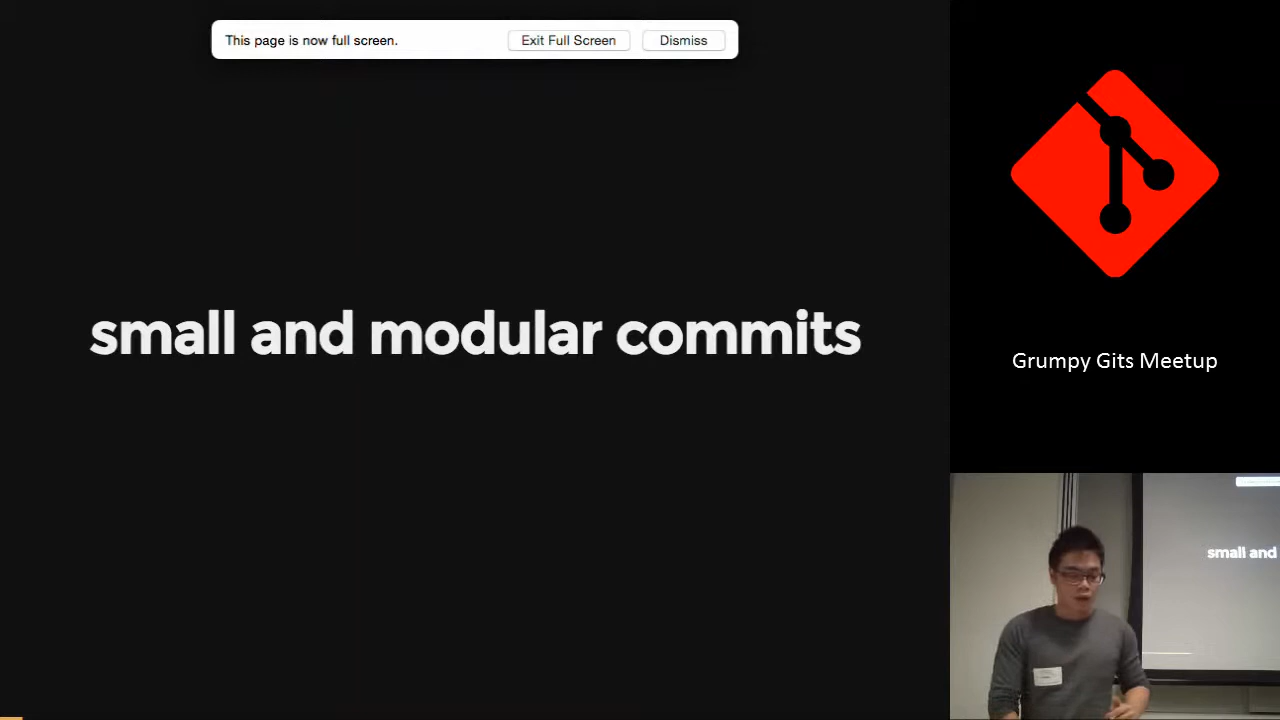 This page is now full screen.
Exit Full Screen
Dismiss
small and modular commits
Grumpy Gits Meetup
small and